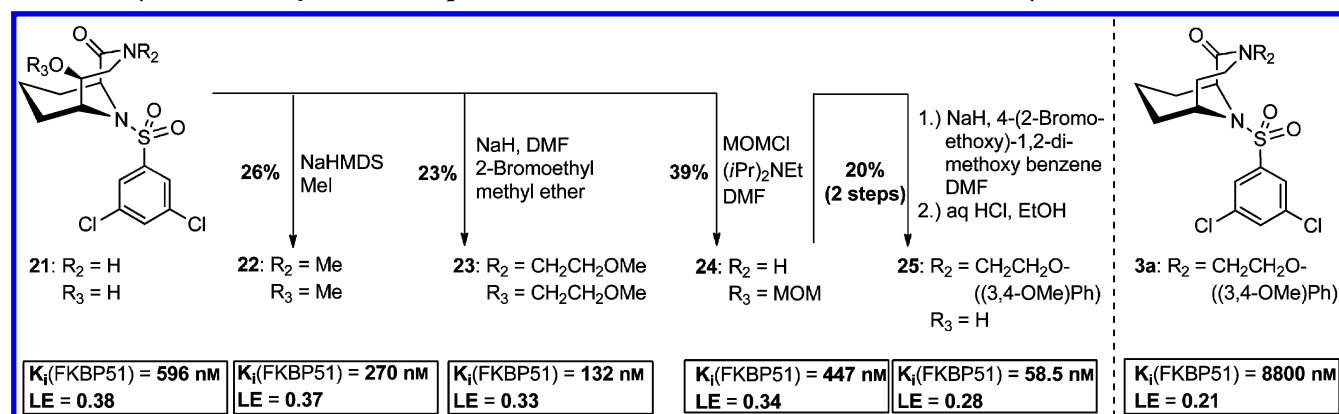 O
NR₂
R₃
O
N
S
O
O
Cl
Cl
21: R₂ = H
R₃ = H
26%
NaHMDS
MeI
22: R₂ = Me
R₃ = Me
23%
NaH, DMF
2-Bromoethyl
methyl ether
23: R₂ = CH₂CH₂OMe
R₃ = CH₂CH₂OMe
39%
MOMCl
(iPr)₂NEt
DMF
24: R₂ = H
R₃ = MOM
20%
(2 steps)
1.) NaH, 4-(2-Bromo-
ethoxy)-1,2-di-
methoxy benzene
DMF
2.) aq HCl, EtOH
25: R₂ = CH₂CH₂O-
((3,4-OMe)Ph)
R₃ = H
O
NR₂
N
S
O
O
Cl
Cl
3a: R₂ = CH₂CH₂O-
((3,4-OMe)Ph)
Kᵢ(FKBP51) = 596 nM
LE = 0.38
Kᵢ(FKBP51) = 270 nM
LE = 0.37
Kᵢ(FKBP51) = 132 nM
LE = 0.33
Kᵢ(FKBP51) = 447 nM
LE = 0.34
Kᵢ(FKBP51) = 58.5 nM
LE = 0.28
Kᵢ(FKBP51) = 8800 nM
LE = 0.21